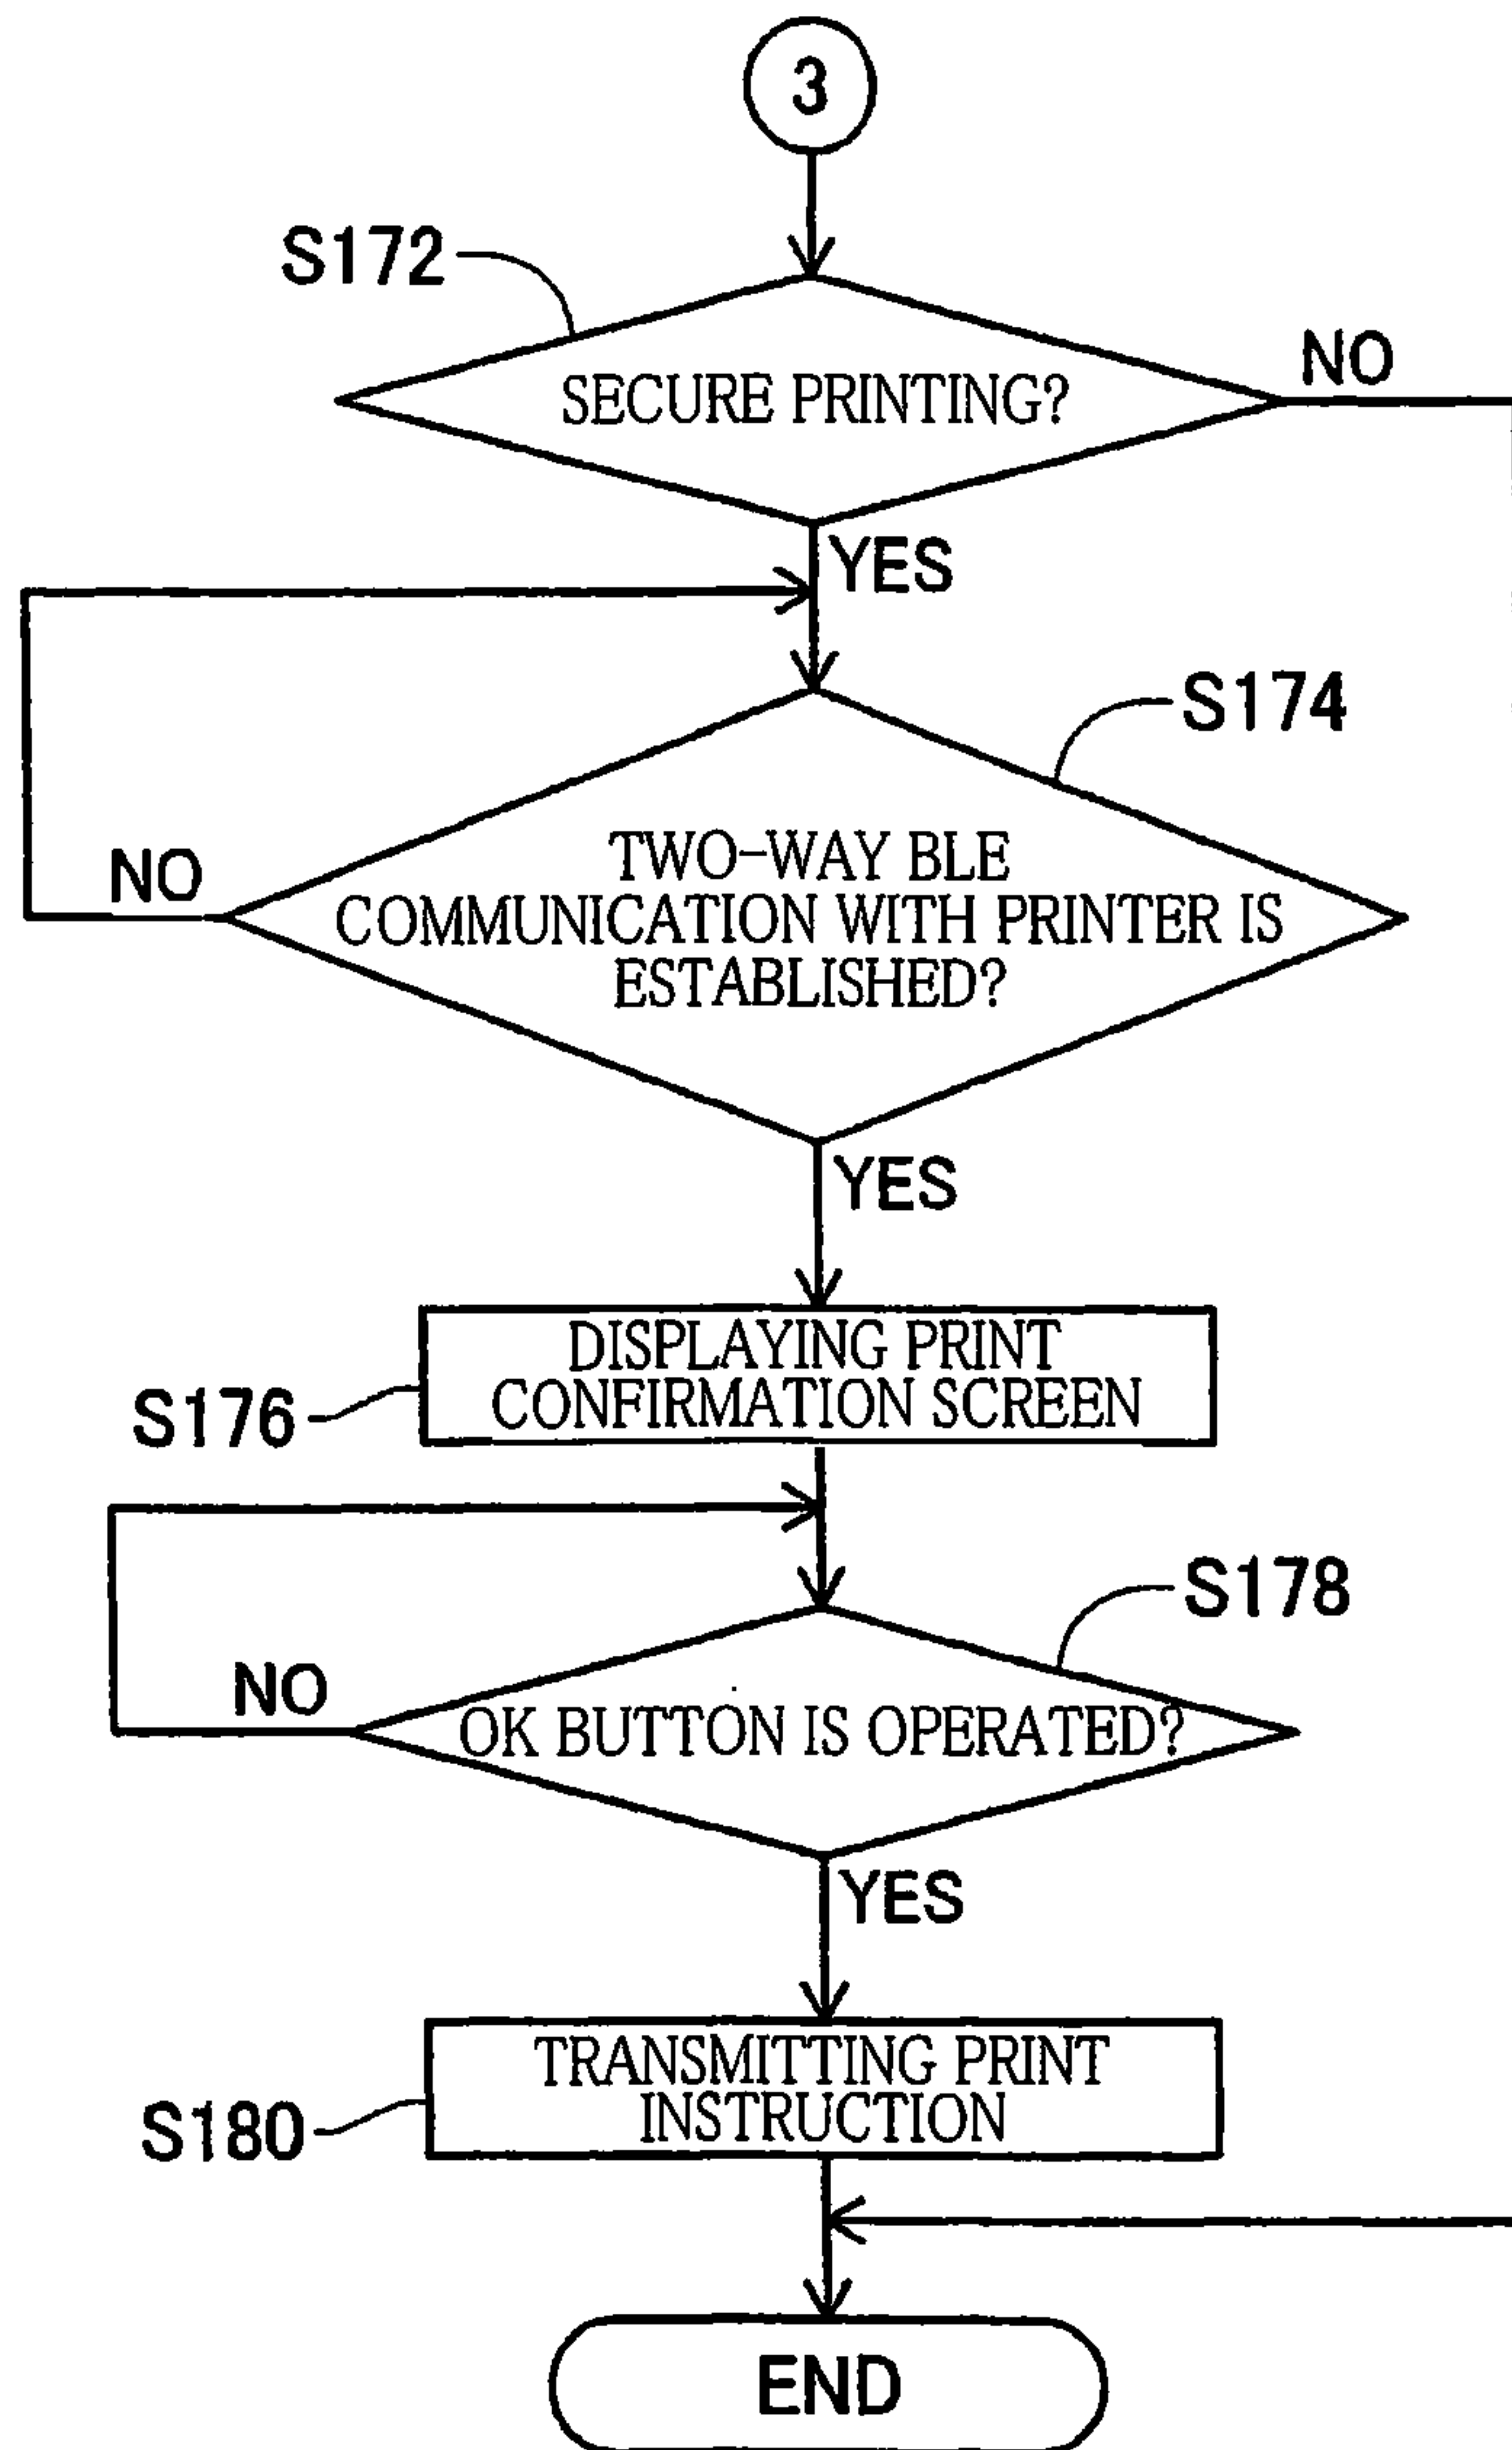 3
S172
SECURE PRINTING?
NO
YES
S174
TWO-WAY BLE
COMMUNICATION WITH PRINTER IS
ESTABLISHED?
NO
YES
DISPLAYING PRINT
CONFIRMATION SCREEN
S176
S178
OK BUTTON IS OPERATED?
NO
YES
TRANSMITTING PRINT
INSTRUCTION
S180
END